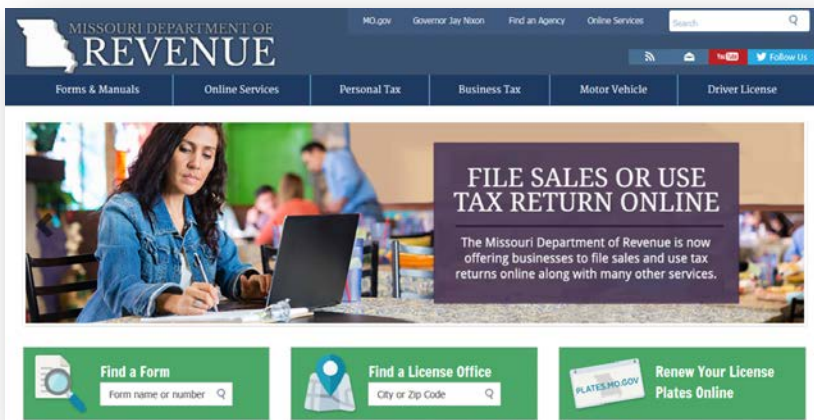 MISSOURI DEPARTMENT OF
REVENUE
MO.gov Governor Jay Nixon Find an Agency Online Services Search
You Tube Follow Us
Forms & Manuals Online Services Personal Tax Business Tax Motor Vehicle Driver License
FILE SALES OR USE
TAX RETURN ONLINE
The Missouri Department of Revenue is now
offering businesses to file sales and use tax
returns online along with many other services.
Find a Form
Form name or number
Find a License Office
City or Zip Code
PLATES.MO.GOV
Renew Your License
Plates Online